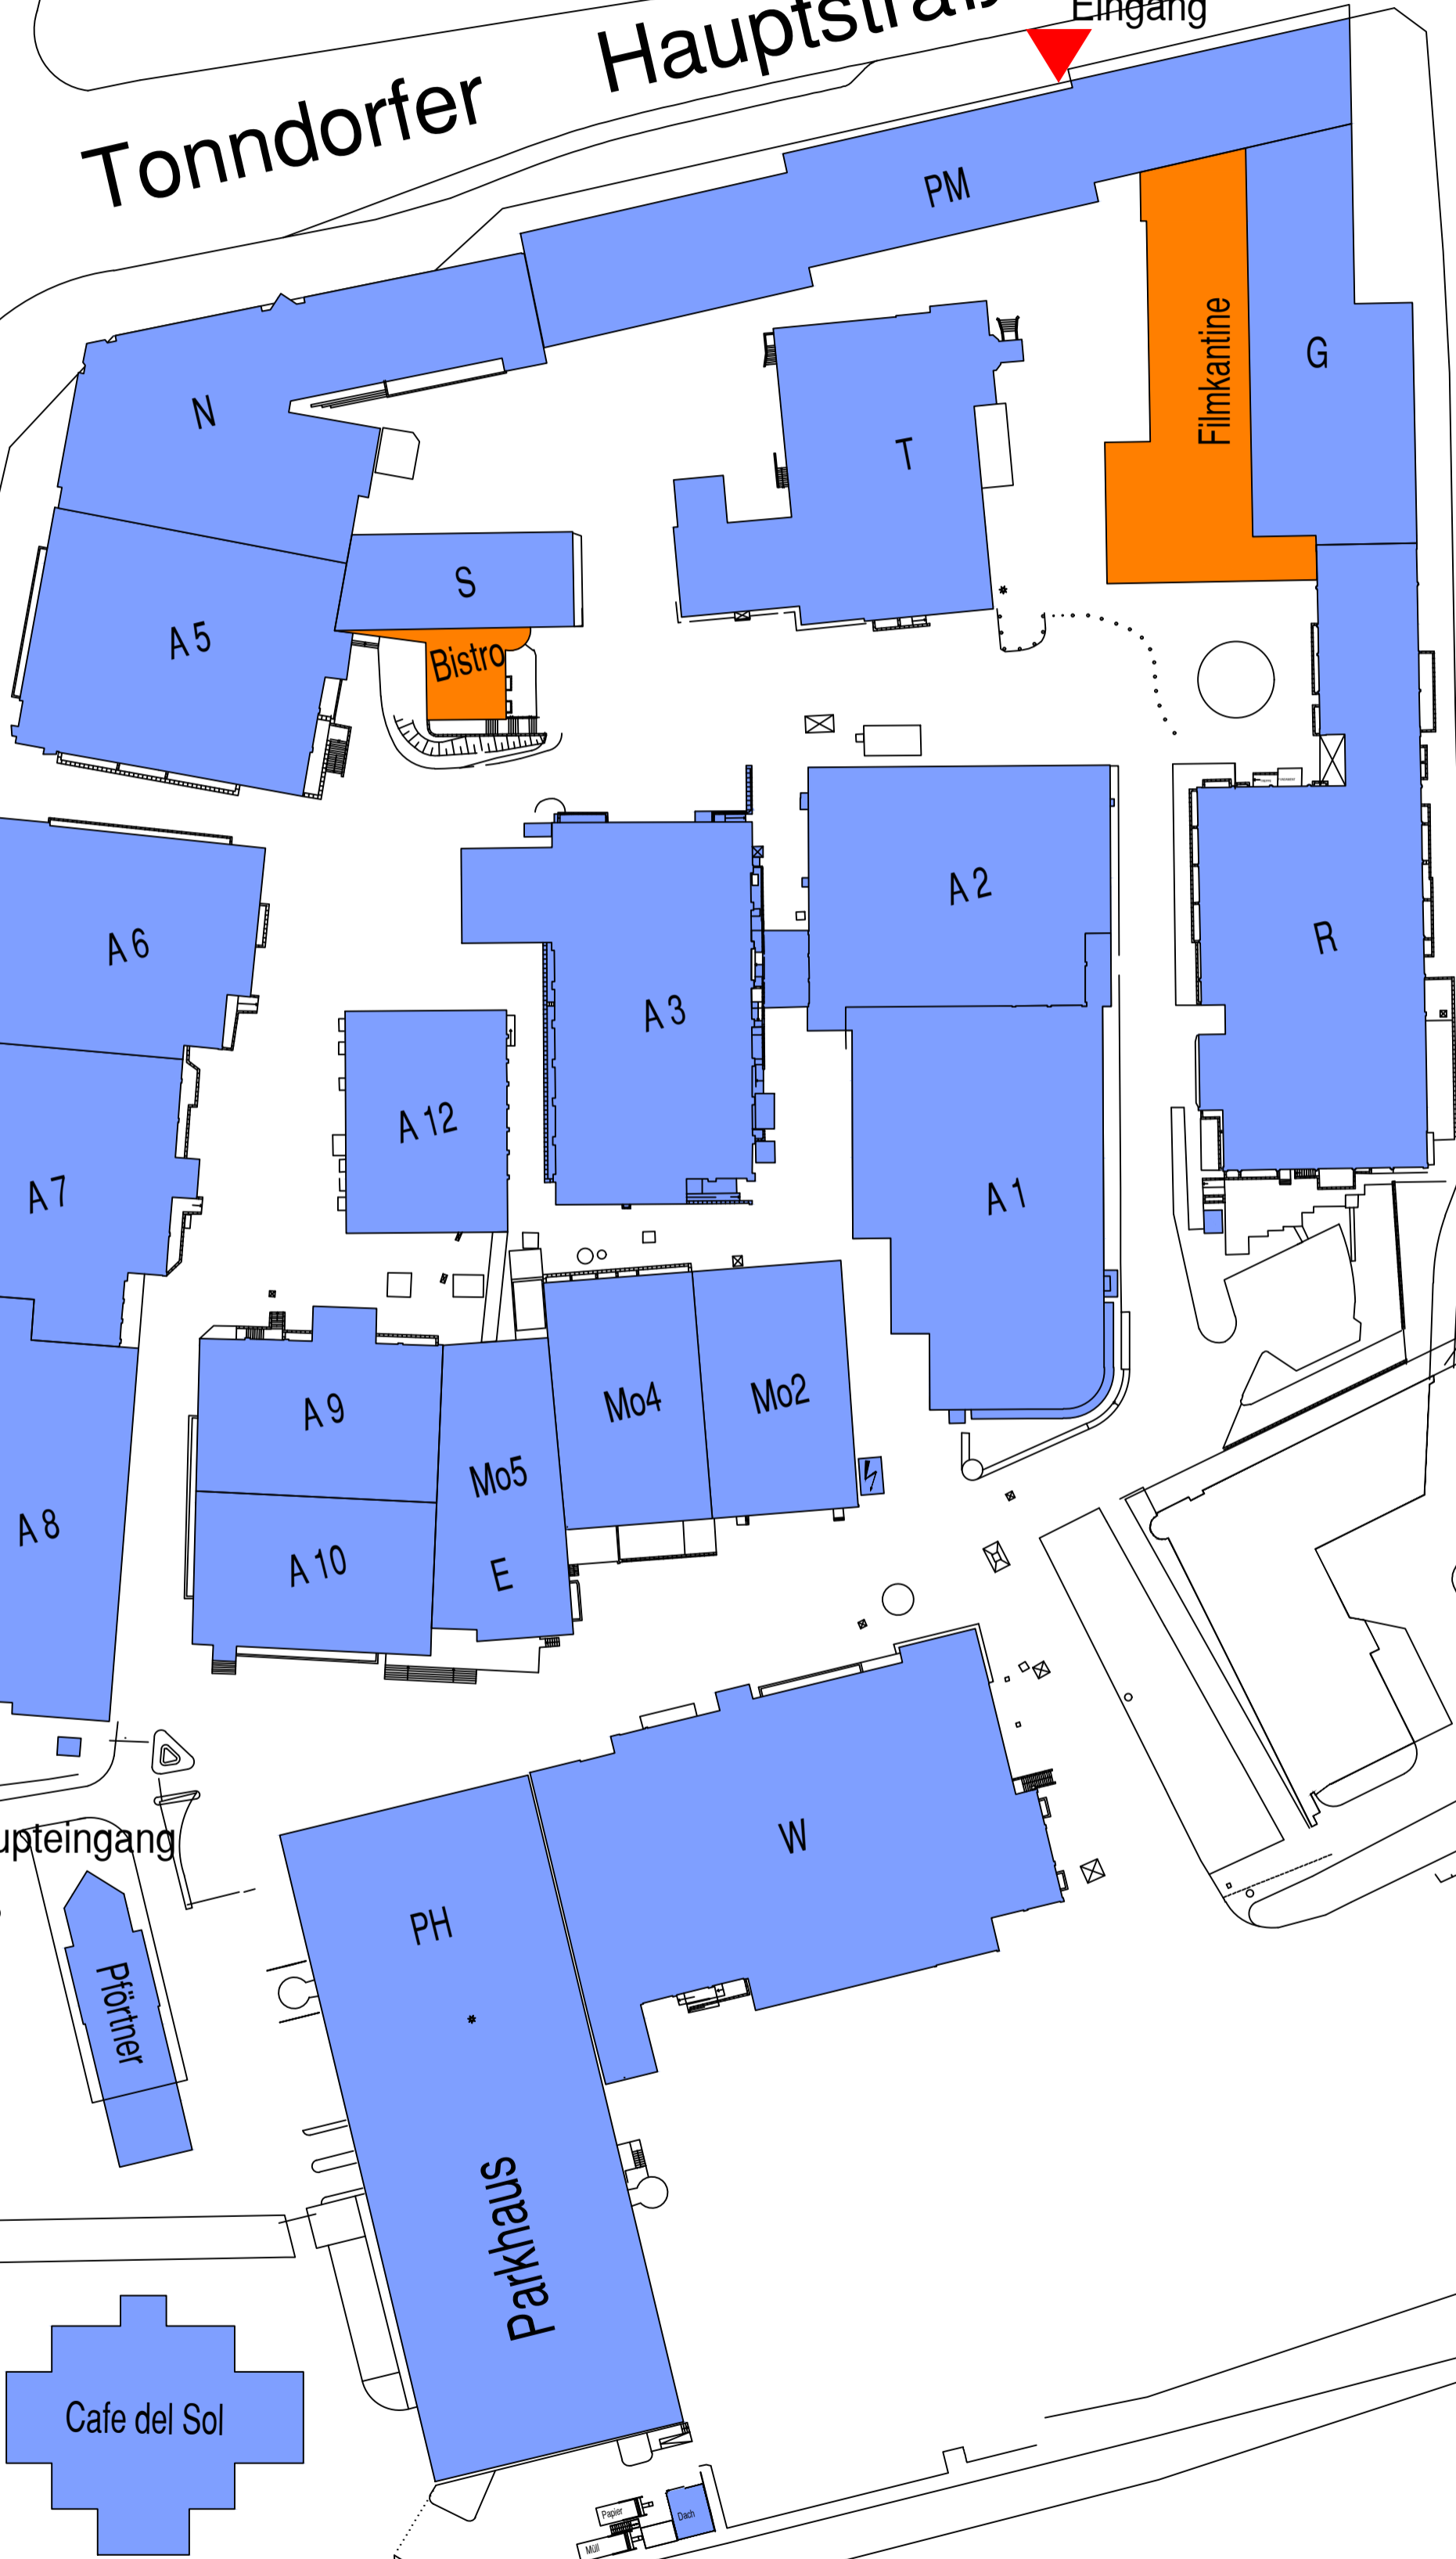 Eingang
Tonndorfer Hauptstraß
PM
Filmkantine
G
N
T
S
A 5
Bistro
A 2
A 6
R
A 3
A 12
A 7
A 1
Mo4
Mo2
A 9
Mo5
A 8
A 10
E
upteingang
W
PH
Pförtner
Parkhaus
Cafe del Sol
Papier
Dach
Müll